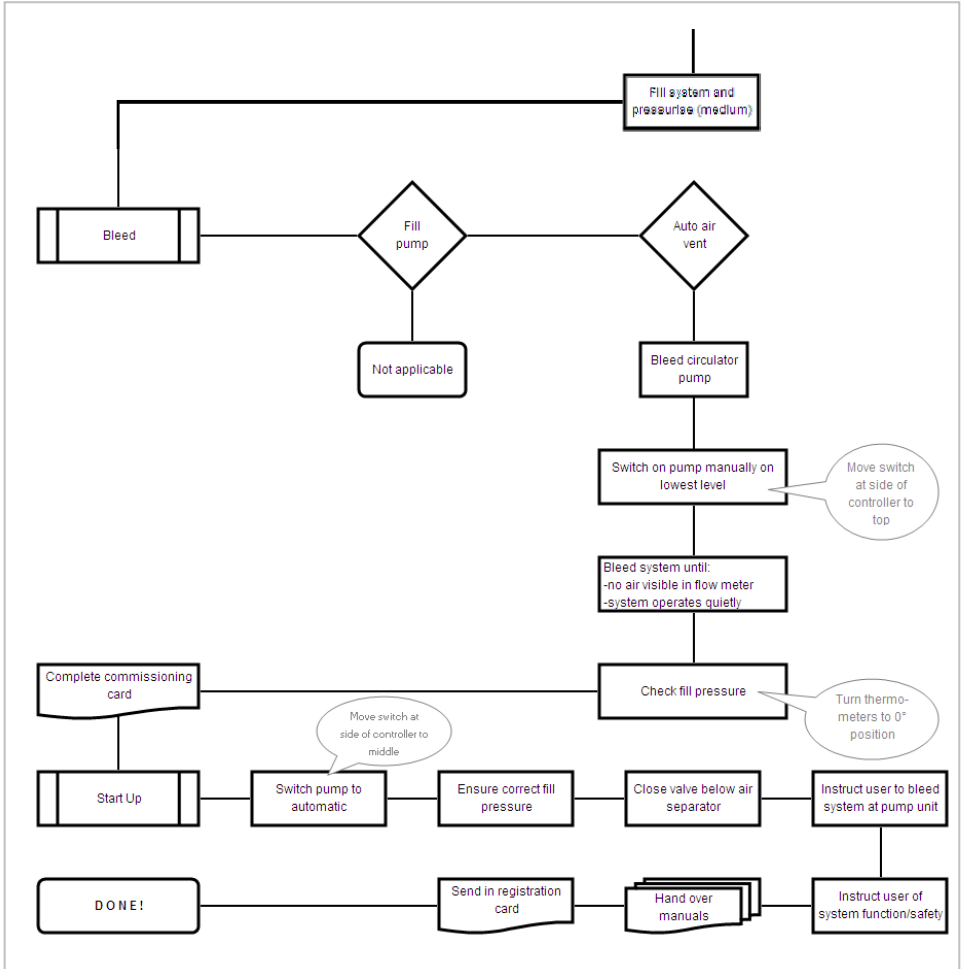 Fill system and
pressurise (medium)
Bleed
Fill
pump
Auto air
vent
Not applicable
Bleed circulator
pump
Switch on pump manually on
lowest level
Move switch
at side of
controller to
top
Bleed system until:
-no air visible in flow meter
-system operates quietly
Complete commissioning
card
Check fill pressure
Turn thermo-
meters to 0°
position
Move switch at
side of controller to
middle
Start Up
Switch pump to
automatic
Ensure correct fill
pressure
Close valve below air
separator
Instruct user to bleed
system at pump unit
DONE!
Send in registration
card
Hand over
manuals
Instruct user of
system function/safety